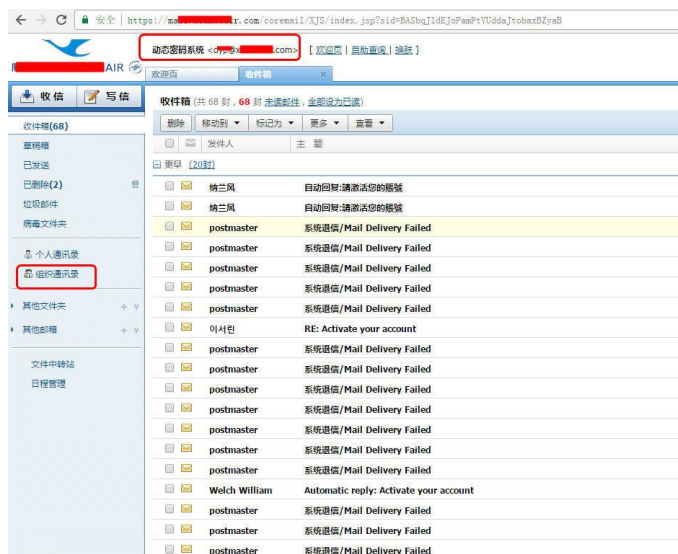 安全 https://ma ir.com/coremail/XJS/index.jsp?sid=BASbqJldEJoPamPtVUddaJtobaxBZyaB
动态密码系统 <dyp@x .com> [ 欢迎页 | 自助查询 | 换肤 ]
AIR
欢迎页 收件箱 ×
收信 写信
收件箱 (共 68 封, 68 封 未读邮件, 全部设为已读)
删除 移动到 标记为 更多 查看
发件人 主 题
更早 (20封)
收件箱(68)
草稿箱
已发送
已删除(2)
垃圾邮件
病毒文件夹
个人通讯录
组织通讯录
其他文件夹
其他邮箱
文件中转站
日程管理
纳兰风 自动回复:請激活您的賬號
纳兰风 自动回复:請激活您的賬號
postmaster 系统退信/Mail Delivery Failed
postmaster 系统退信/Mail Delivery Failed
postmaster 系统退信/Mail Delivery Failed
postmaster 系统退信/Mail Delivery Failed
postmaster 系统退信/Mail Delivery Failed
이서린 RE: Activate your account
postmaster 系统退信/Mail Delivery Failed
postmaster 系统退信/Mail Delivery Failed
postmaster 系统退信/Mail Delivery Failed
postmaster 系统退信/Mail Delivery Failed
postmaster 系统退信/Mail Delivery Failed
postmaster 系统退信/Mail Delivery Failed
postmaster 系统退信/Mail Delivery Failed
Welch William Automatic reply: Activate your account
postmaster 系统退信/Mail Delivery Failed
postmaster 系统退信/Mail Delivery Failed
postmaster 系统退信/Mail Delivery Failed